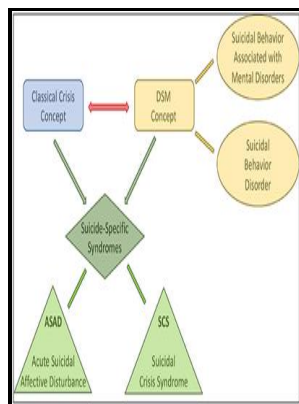 Suicidal Behavior
Associated with
Mental Disorders
Classical Crisis
Concept
DSM
Concept
Suicidal
Behavior
Disorder
Suicide-Specific
Syndromes
ASAD
Acute Suicidal
Affective Disturbance
SCS
Suicidal
Crisis Syndrome